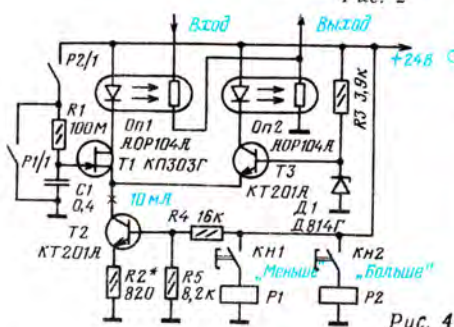 Рис. 2
Вход
Выход
+24В
Р2/1
R1
100М
Р1/1
C1
0,4
Оп1
АОР104А
Т1 КП303Г
10 мА
Т2
КТ201А
R2*
820
R5
8,2к
R4 16к
Оп2
АОР104А
Т3
КТ201А
R3 3,9к
Д1
Д814Г
Кн1
"Меньше"
Р1
Кн2
"Больше"
Р2
Рис. 4